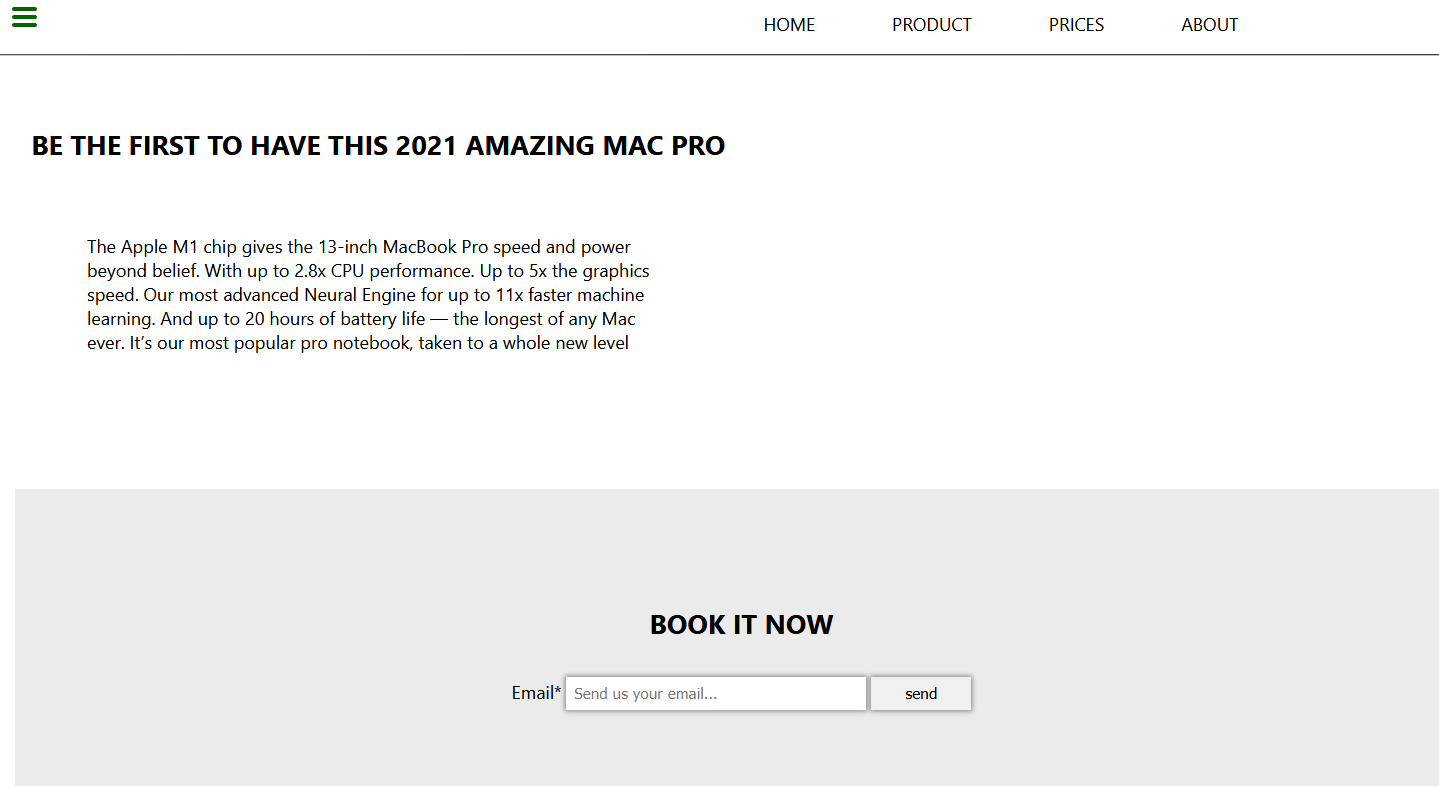 HOME PRODUCT PRICES ABOUT
BE THE FIRST TO HAVE THIS 2021 AMAZING MAC PRO
The Apple M1 chip gives the 13-inch MacBook Pro speed and power
beyond belief. With up to 2.8x CPU performance. Up to 5x the graphics
speed. Our most advanced Neural Engine for up to 11x faster machine
learning. And up to 20 hours of battery life — the longest of any Mac
ever. It’s our most popular pro notebook, taken to a whole new level
BOOK IT NOW
Email* Send us your email... send